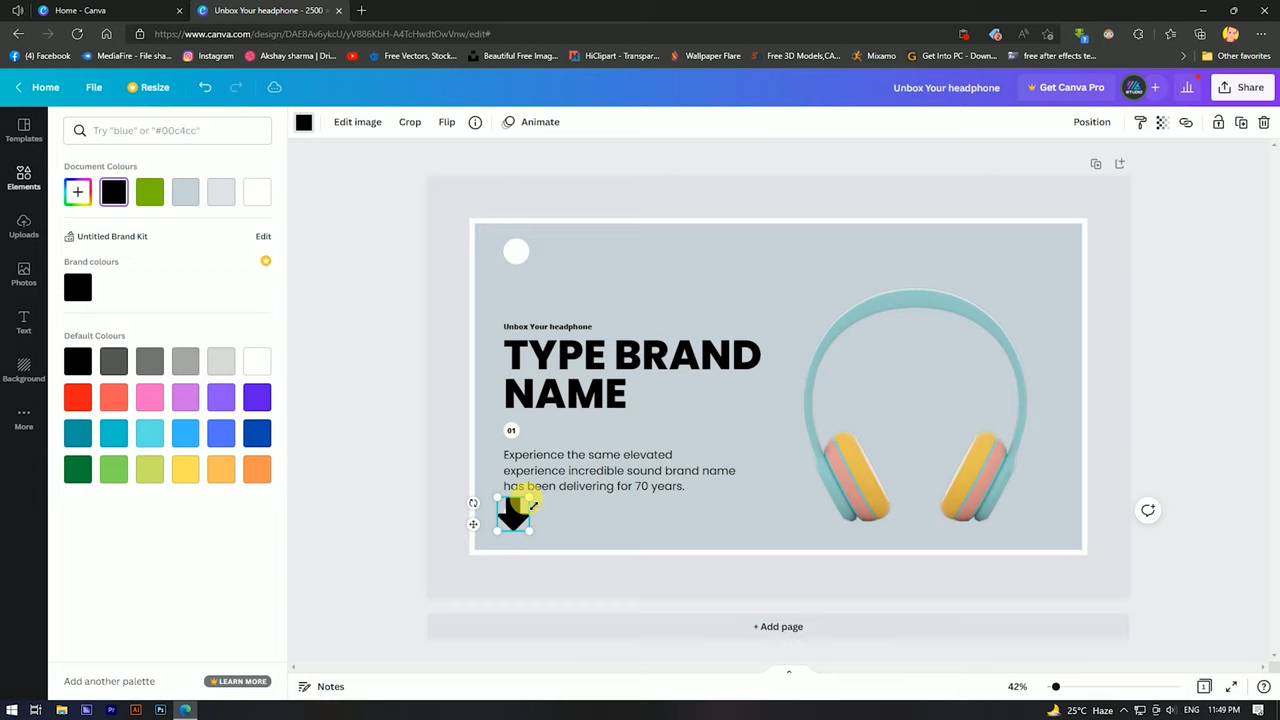 Home - Canva
Unbox Your headphone - 2500
https://www.canva.com/design/DAE8Av6ykcU/yV886KbH-A4TcHwdtOwVnw/edit#
(4) Facebook
MediaFire - File sha...
Instagram
Akshay sharma | Dri...
Free Vectors, Stock...
Beautiful Free Imag...
HiClipart - Transpar...
Wallpaper Flare
Free 3D Models,CA...
Mixamo
Get Into PC - Down...
free after effects te...
Other favorites
Home
File
Resize
Unbox Your headphone
Get Canva Pro
Share
Templates
Elements
Uploads
Photos
Text
Background
More
Try "blue" or "#00c4cc"
Document Colours
Untitled Brand Kit
Edit
Brand colours
Default Colours
Add another palette
LEARN MORE
Edit image
Crop
Flip
Animate
Position
Unbox Your headphone
TYPE BRAND
NAME
01
Experience the same elevated
experience incredible sound brand name
has been delivering for 70 years.
+ Add page
Notes
42%
1
25°C Haze
ENG
11:49 PM